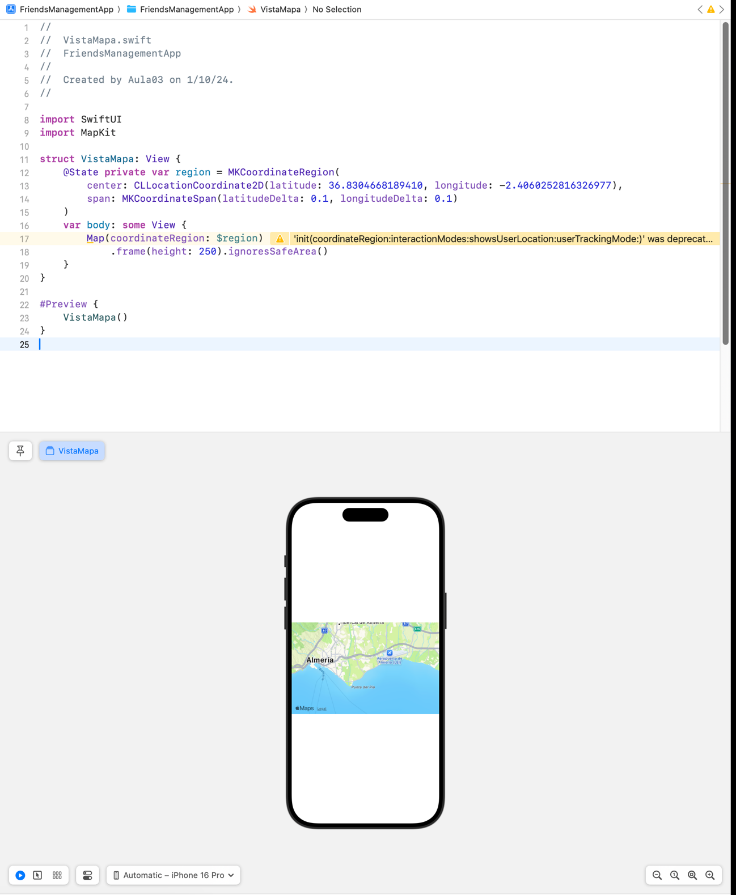 FriendsManagementApp 〉 FriendsManagementApp 〉 VistaMapa 〉 No Selection
1 //
2 //  VistaMapa.swift
3 //  FriendsManagementApp
4 //
5 //  Created by Aula03 on 1/10/24.
6 //
7
8 import SwiftUI
9 import MapKit
10
11 struct VistaMapa: View {
12     @State private var region = MKCoordinateRegion(
13         center: CLLocationCoordinate2D(latitude: 36.8304668189410, longitude: -2.4060252816326977),
14         span: MKCoordinateSpan(latitudeDelta: 0.1, longitudeDelta: 0.1)
15     )
16     var body: some View {
17         Map(coordinateRegion: $region) 'init(coordinateRegion:interactionModes:showsUserLocation:userTrackingMode:)' was deprecat...
18             .frame(height: 250).ignoresSafeArea()
19     }
20 }
21
22 #Preview {
23     VistaMapa()
24 }
25
VistaMapa
Almería
Maps
Automatic – iPhone 16 Pro